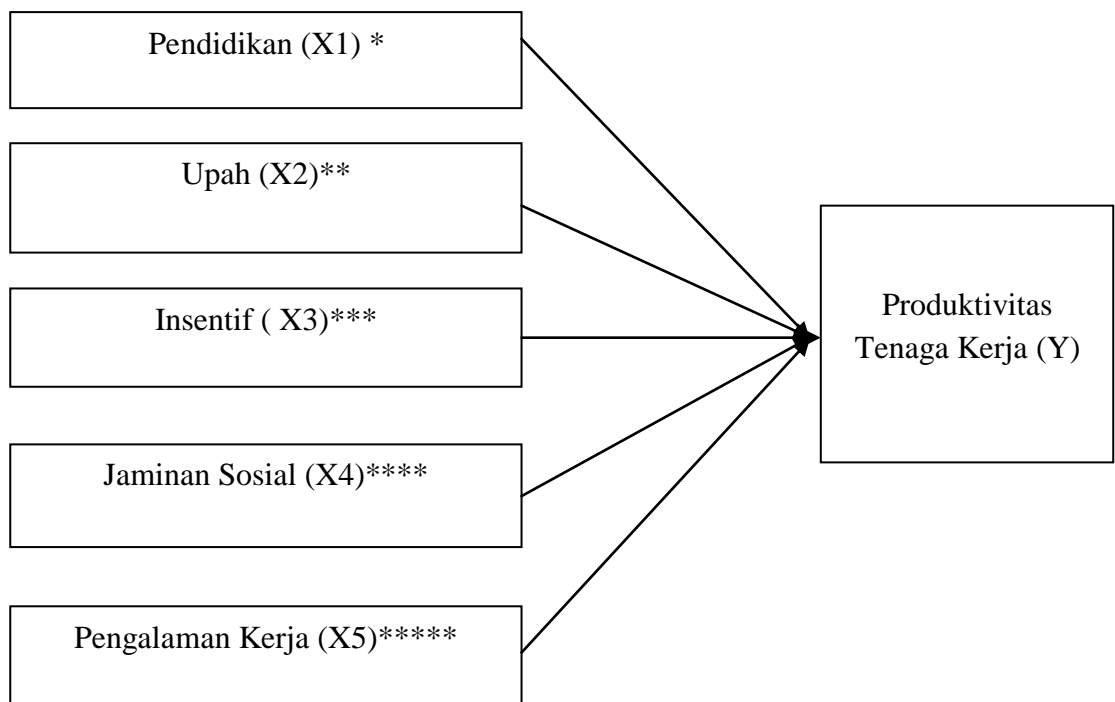 Pendidikan (X1) *
Upah (X2)**
Insentif ( X3)***
Jaminan Sosial (X4)****
Pengalaman Kerja (X5)*****
Produktivitas
Tenaga Kerja (Y)